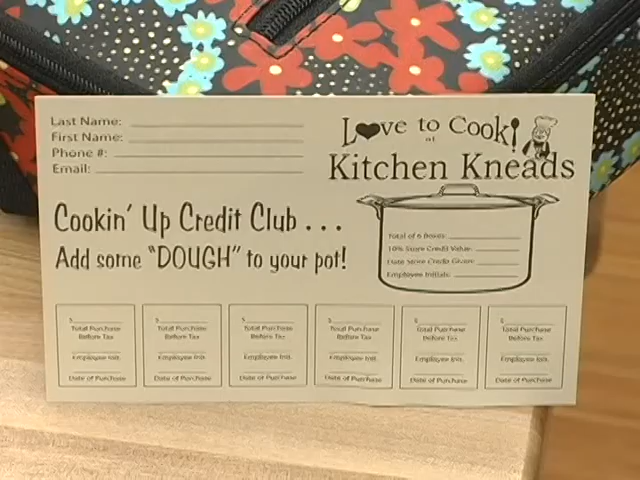 Last Name:
First Name:
Phone #:
Email:
Love to Cook!
at
Kitchen Kneads
Cookin' Up Credit Club . . .
Add some "DOUGH" to your pot!
Total of 6 Boxes:
10% Store Credit Value:
Date Store Credit Given:
Employee Initials:
$ $ $ $ $ $
Total Purchase Total Purchase Total Purchase Total Purchase Total Purchase Total Purchase
Before Tax Before Tax Before Tax Before Tax Before Tax Before Tax
Employee Init. Employee Init. Employee Init. Employee Init. Employee Init. Employee Init.
Date of Purchase Date of Purchase Date of Purchase Date of Purchase Date of Purchase Date of Purchase